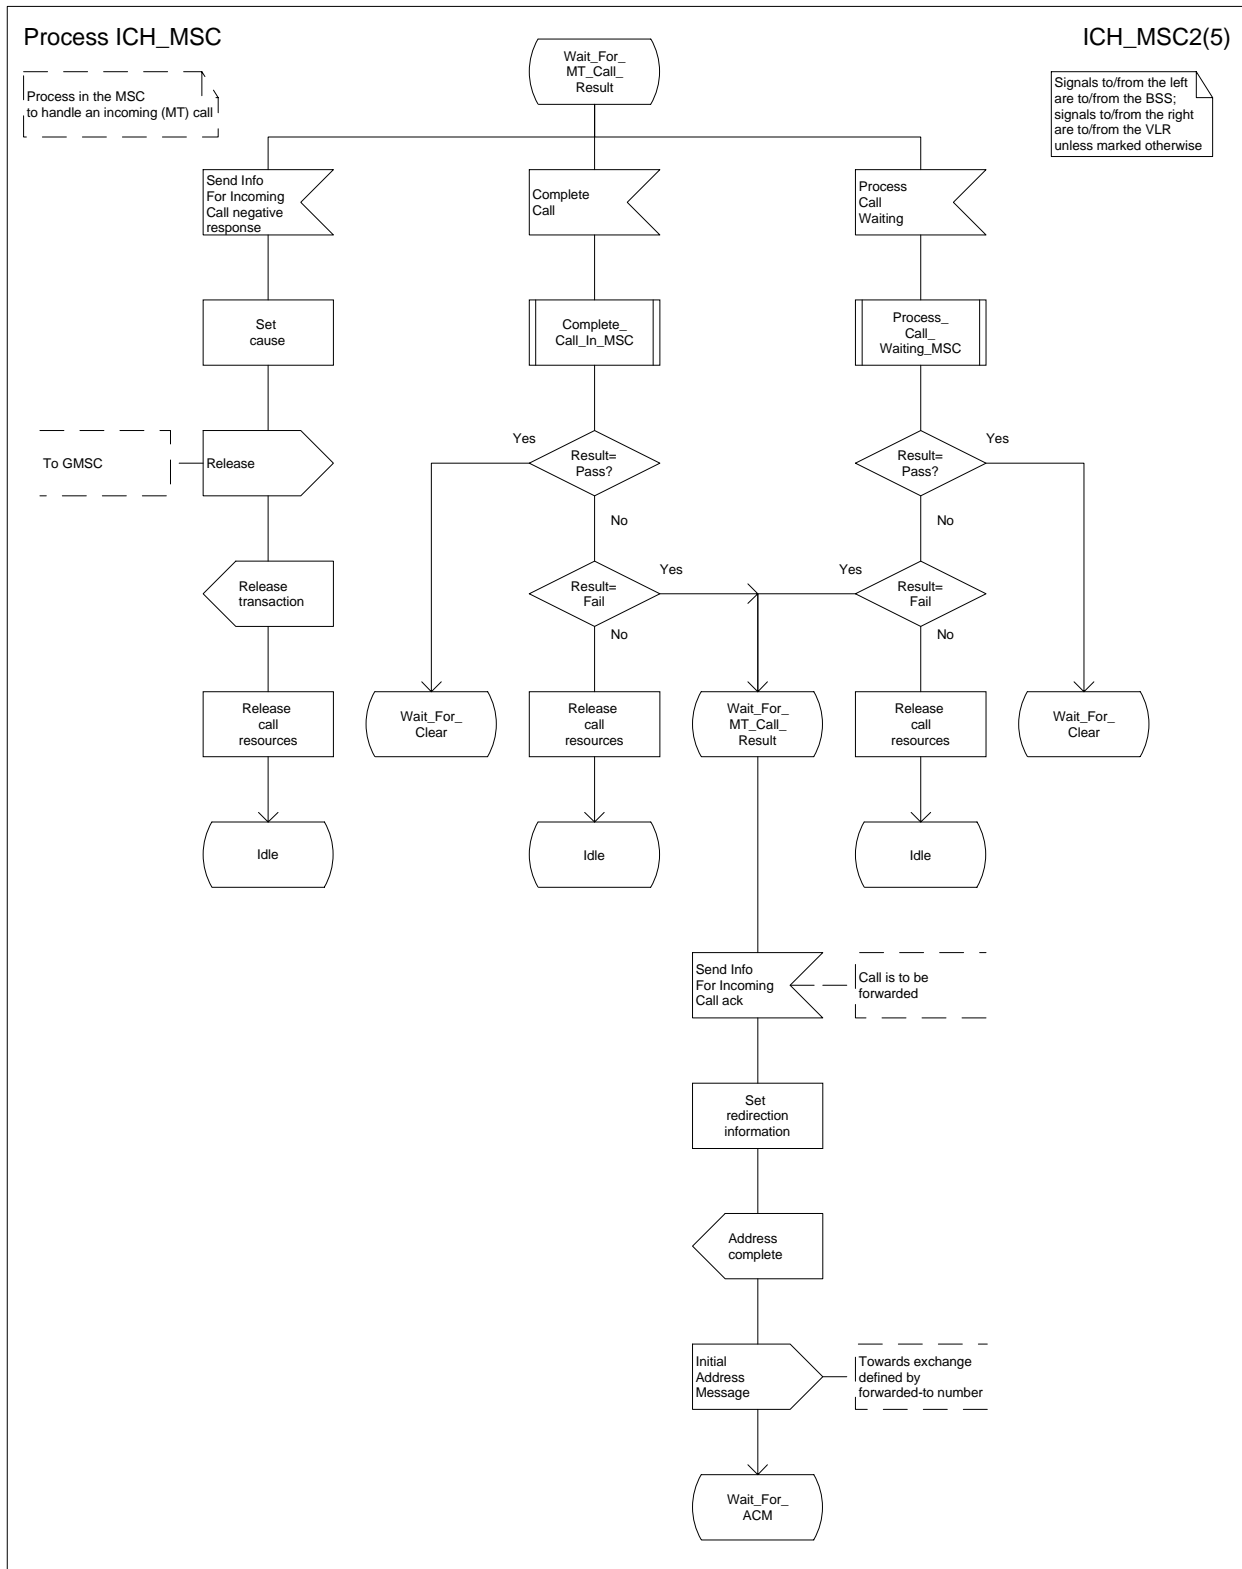 Process ICH_MSC
ICH_MSC2(5)
Process in the MSC
to handle an incoming (MT) call
Wait_For_
MT_Call_
Result
Signals to/from the left
are to/from the BSS;
signals to/from the right
are to/from the VLR
unless marked otherwise
Send Info
For Incoming
Call negative
response
Complete
Call
Process
Call
Waiting
Set
cause
Complete_
Call_In_MSC
Process_
Call_
Waiting_MSC
To GMSC
Release
Yes
Result=
Pass?
No
Result=
Pass?
Yes
No
Release
transaction
Result=
Fail
Yes
No
Yes
Result=
Fail
No
Release
call
resources
Wait_For_
Clear
Release
call
resources
Wait_For_
MT_Call_
Result
Release
call
resources
Wait_For_
Clear
Idle
Idle
Idle
Send Info
For Incoming
Call ack
Call is to be
forwarded
Set
redirection
information
Address
complete
Initial
Address
Message
Towards exchange
defined by
forwarded-to number
Wait_For_
ACM